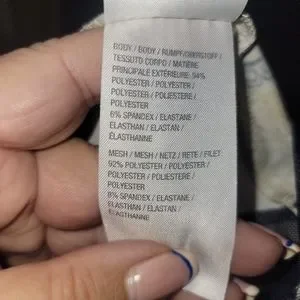 BODY / BODY / RUMPF/OBERSTOFF /
TESSUTO CORPO / MATIÈRE
PRINCIPALE EXTÉRIEURE: 94%
POLYESTER / POLYESTER /
POLYESTER / POLIESTERE /
POLYESTER
6% SPANDEX / ELASTANE /
ELASTHAN / ELASTAN /
ÉLASTHANNE
MESH / MESH / NETZ / RETE / FILET
92% POLYESTER / POLYESTER /
POLYESTER / POLIESTERE /
POLYESTER
8% SPANDEX / ELASTANE /
ELASTHAN / ELASTAN /
ÉLASTHANNE